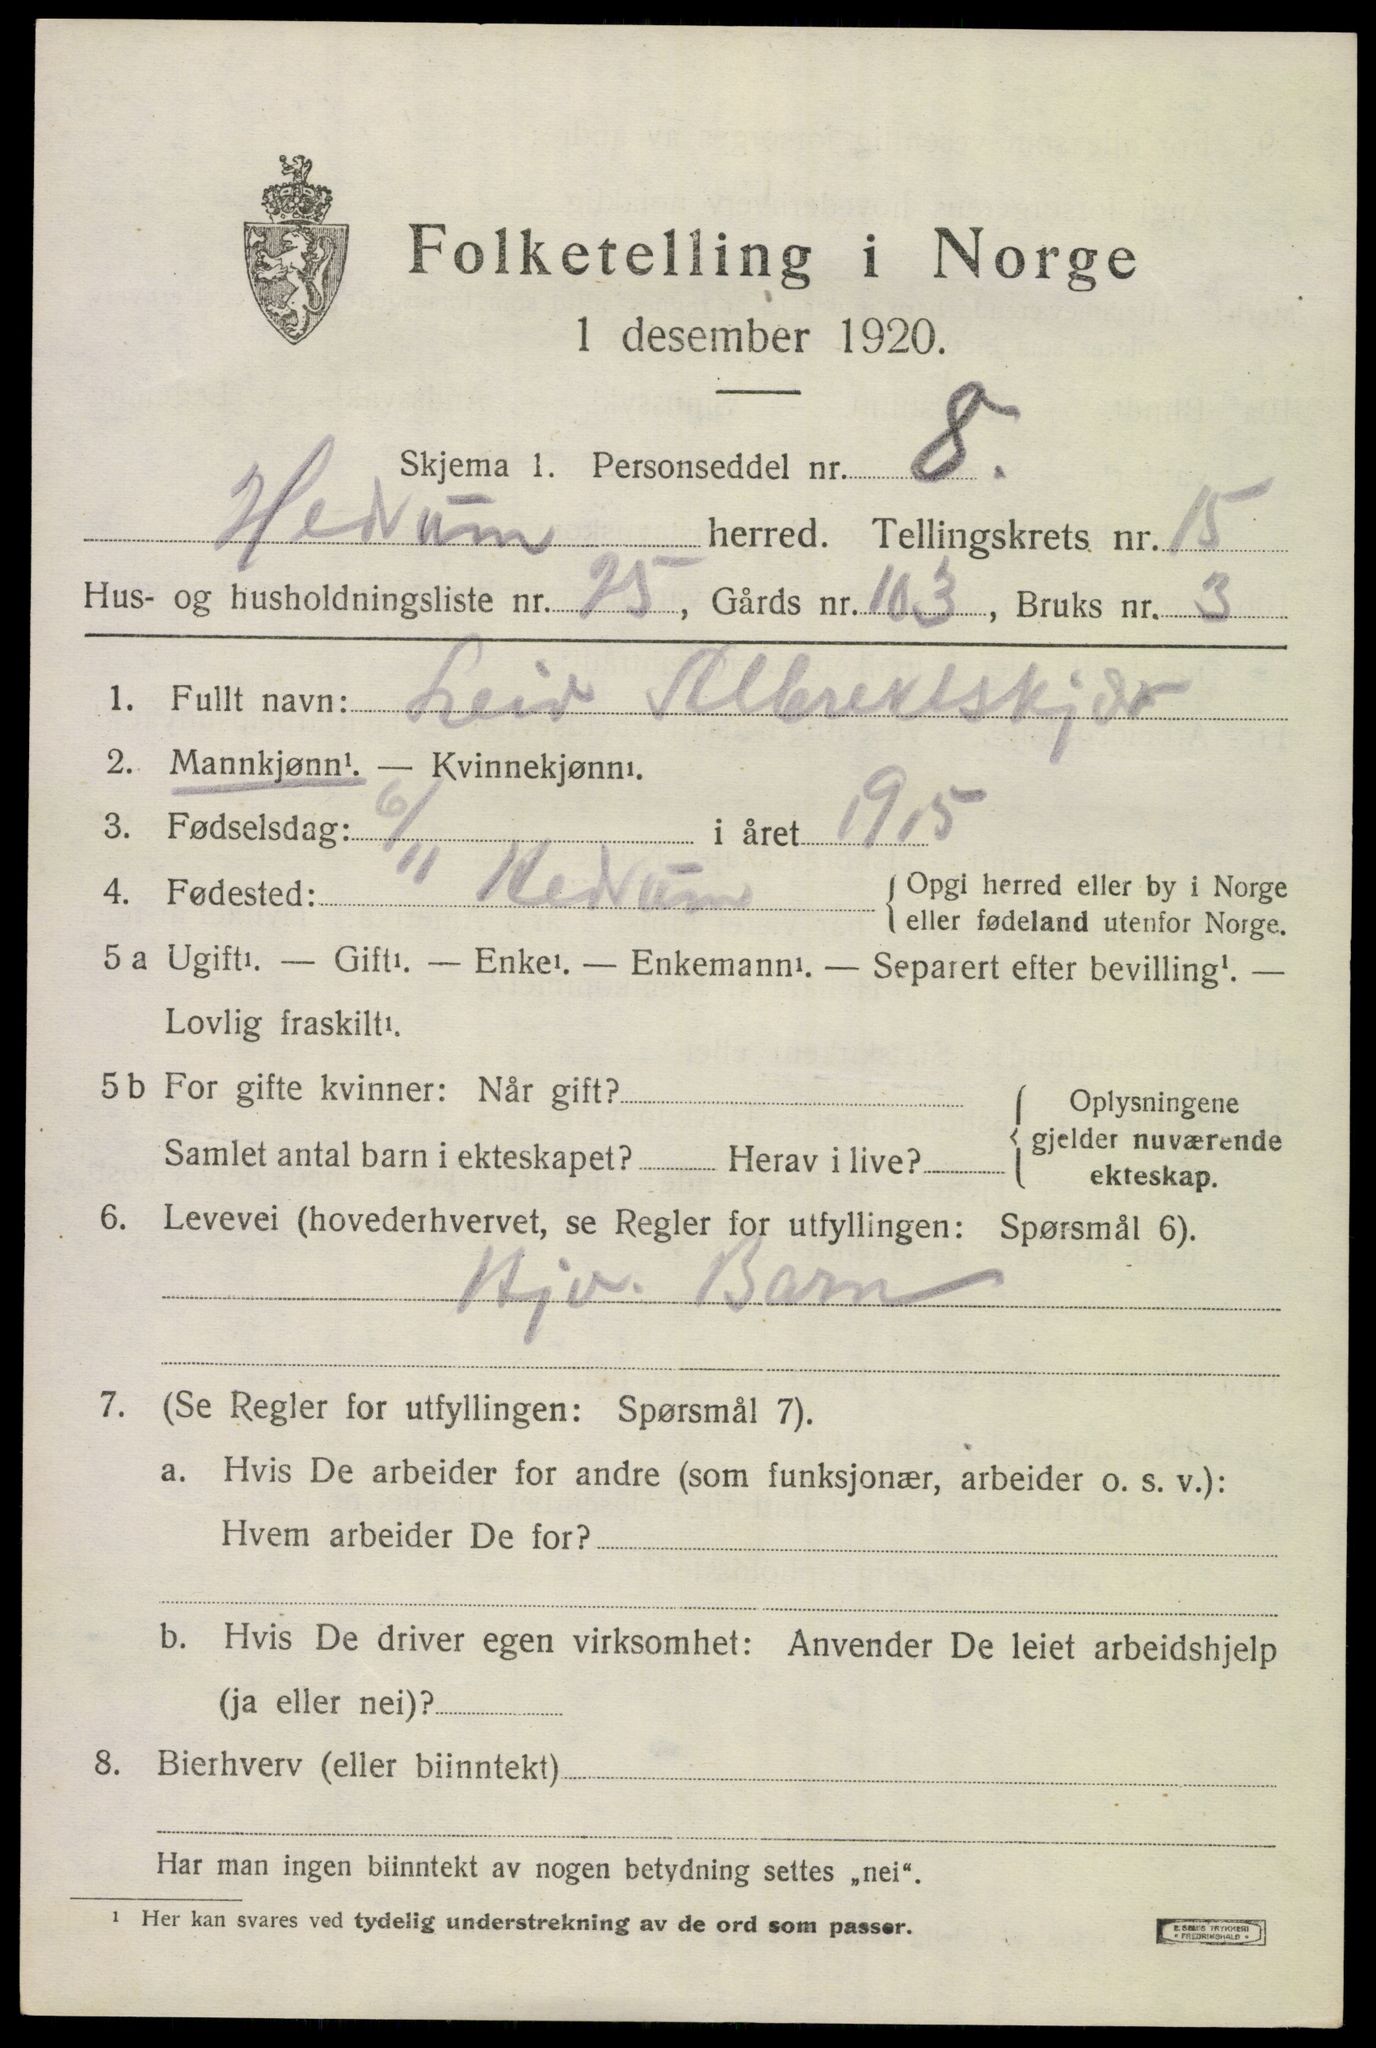 Folketelling i Norge
1 desember 1920.
Skjema 1. Personseddel nr. 8.
Hedrum herred. Tellingskrets nr. 15
Hus- og husholdningsliste nr. 25, Gårds nr. 103, Bruks nr. 3
1. Fullt navn: Leiv Albrektskjær
2. Mannkjønn¹. — Kvinnekjønn¹.
3. Fødselsdag: 6/11 i året 1915
4. Fødested: Hedrum { Opgi herred eller by i Norge
eller fødeland utenfor Norge.
5a Ugift¹. — Gift¹. — Enke¹. — Enkemann¹. — Separert efter bevilling¹. —
Lovlig fraskilt¹.
5b For gifte kvinner: Når gift?
Samlet antal barn i ekteskapet? Herav i live? { Oplysningene
gjelder nuværende
ekteskap.
6. Levevei (hovederhvervet, se Regler for utfyllingen: Spørsmål 6).
Hjv. Barn
7. (Se Regler for utfyllingen: Spørsmål 7).
a. Hvis De arbeider for andre (som funksjonær, arbeider o. s. v.):
Hvem arbeider De for?
b. Hvis De driver egen virksomhet: Anvender De leiet arbeidshjelp
(ja eller nei)?
8. Bierhverv (eller biinntekt)
Har man ingen biinntekt av nogen betydning settes „nei“.
¹ Her kan svares ved tydelig understrekning av de ord som passer.
E. SEM'S TRYKKERI
• FREDRIKSHALD •